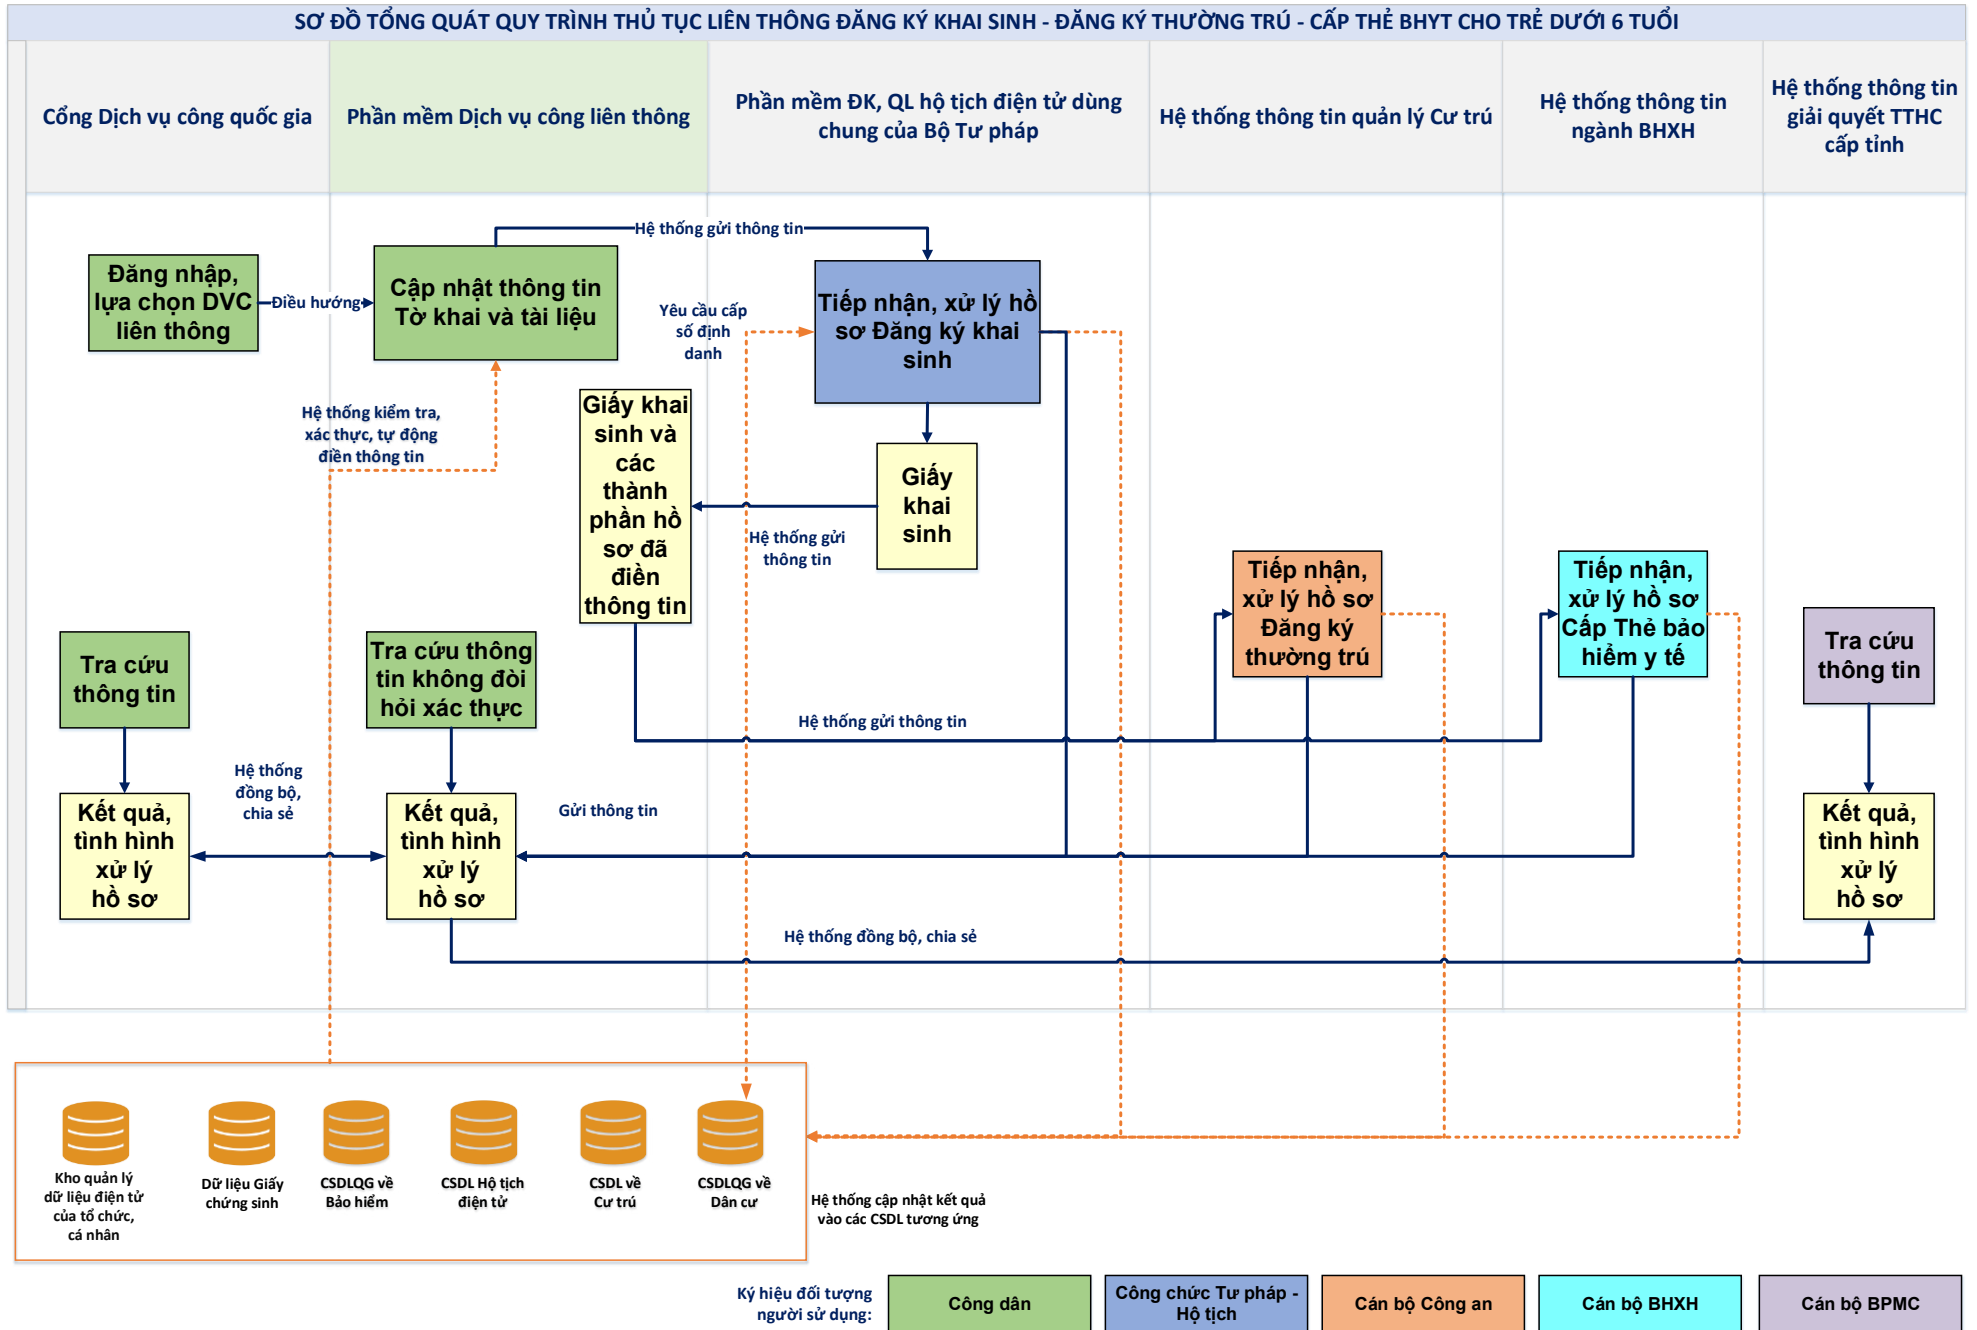 SƠ ĐỒ TỔNG QUÁT QUY TRÌNH THỦ TỤC LIÊN THÔNG ĐĂNG KÝ KHAI SINH - ĐĂNG KÝ THƯỜNG TRÚ - CẤP THẺ BHYT CHO TRẺ DƯỚI 6 TUỔI
Cổng Dịch vụ công quốc gia
Phần mềm Dịch vụ công liên thông
Phần mềm ĐK, QL hộ tịch điện tử dùng
chung của Bộ Tư pháp
Hệ thống thông tin quản lý Cư trú
Hệ thống thông tin
ngành BHXH
Hệ thống thông tin
giải quyết TTHC
cấp tỉnh
Đăng nhập,
lựa chọn DVC
liên thông
Điều hướng
Cập nhật thông tin
Tờ khai và tài liệu
Hệ thống gửi thông tin
Yêu cầu cấp
số định
danh
Tiếp nhận, xử lý hồ
sơ Đăng ký khai
sinh
Hệ thống kiểm tra,
xác thực, tự động
điền thông tin
Giấy khai
sinh và
các
thành
phần hồ
sơ đã
điền
thông tin
Giấy
khai
sinh
Hệ thống gửi
thông tin
Tiếp nhận,
xử lý hồ sơ
Đăng ký
thường trú
Tiếp nhận,
xử lý hồ sơ
Cấp Thẻ bảo
hiểm y tế
Tra cứu
thông tin
Tra cứu thông
tin không đòi
hỏi xác thực
Tra cứu
thông tin
Hệ thống gửi thông tin
Hệ thống
đồng bộ,
chia sẻ
Gửi thông tin
Kết quả,
tình hình
xử lý
hồ sơ
Kết quả,
tình hình
xử lý
hồ sơ
Kết quả,
tình hình
xử lý
hồ sơ
Hệ thống đồng bộ, chia sẻ
Kho quản lý
dữ liệu điện tử
của tổ chức,
cá nhân
Dữ liệu Giấy
chứng sinh
CSDLQG về
Bảo hiểm
CSDL Hộ tịch
điện tử
CSDL về
Cư trú
CSDLQG về
Dân cư
Hệ thống cập nhật kết quả
vào các CSDL tương ứng
Ký hiệu đối tượng
người sử dụng:
Công dân
Công chức Tư pháp -
Hộ tịch
Cán bộ Công an
Cán bộ BHXH
Cán bộ BPMC